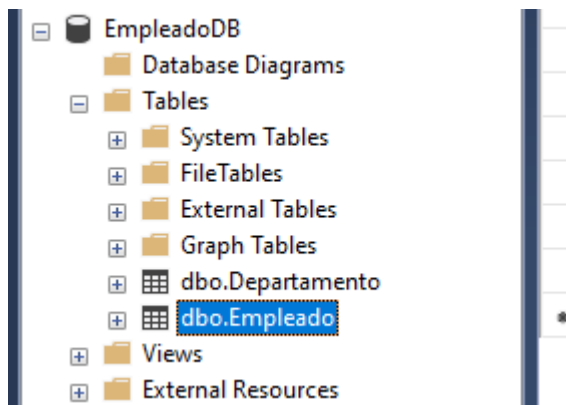 EmpleadoDB
Database Diagrams
Tables
System Tables
FileTables
External Tables
Graph Tables
dbo.Departamento
dbo.Empleado
Views
External Resources